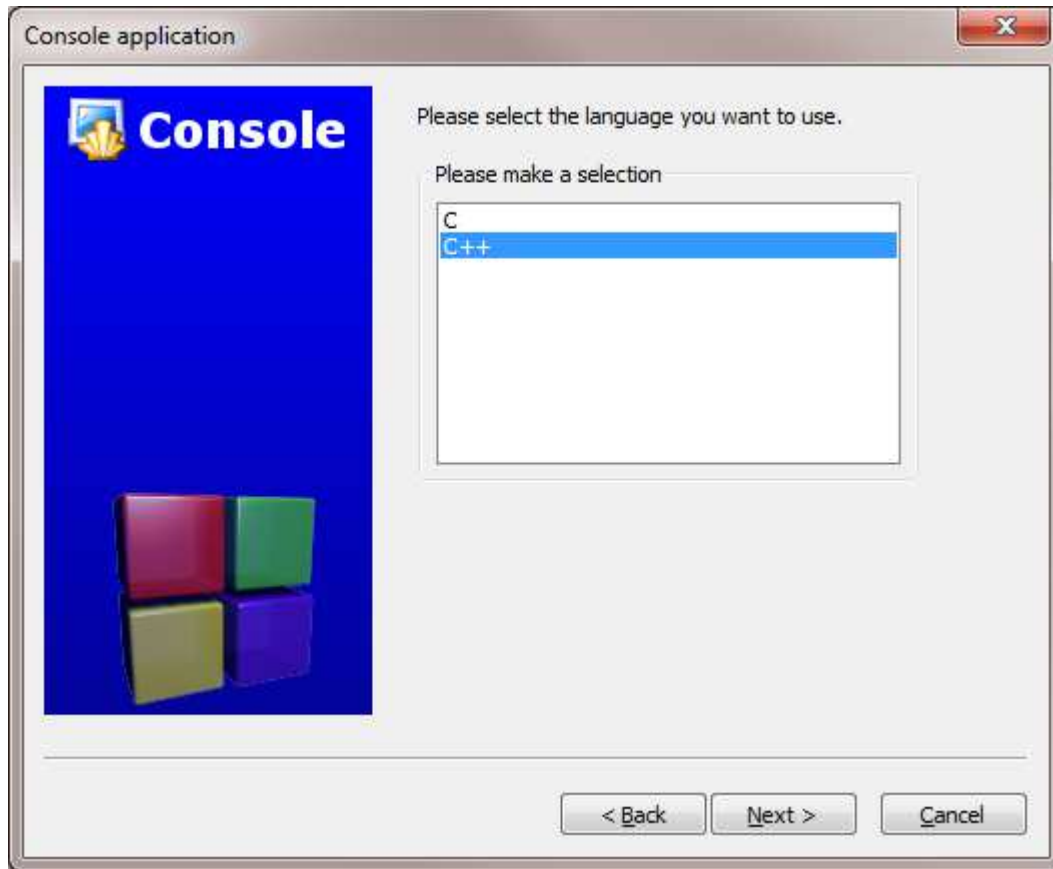 Console application
Console
Please select the language you want to use.
Please make a selection
C
C++
< Back
Next >
Cancel